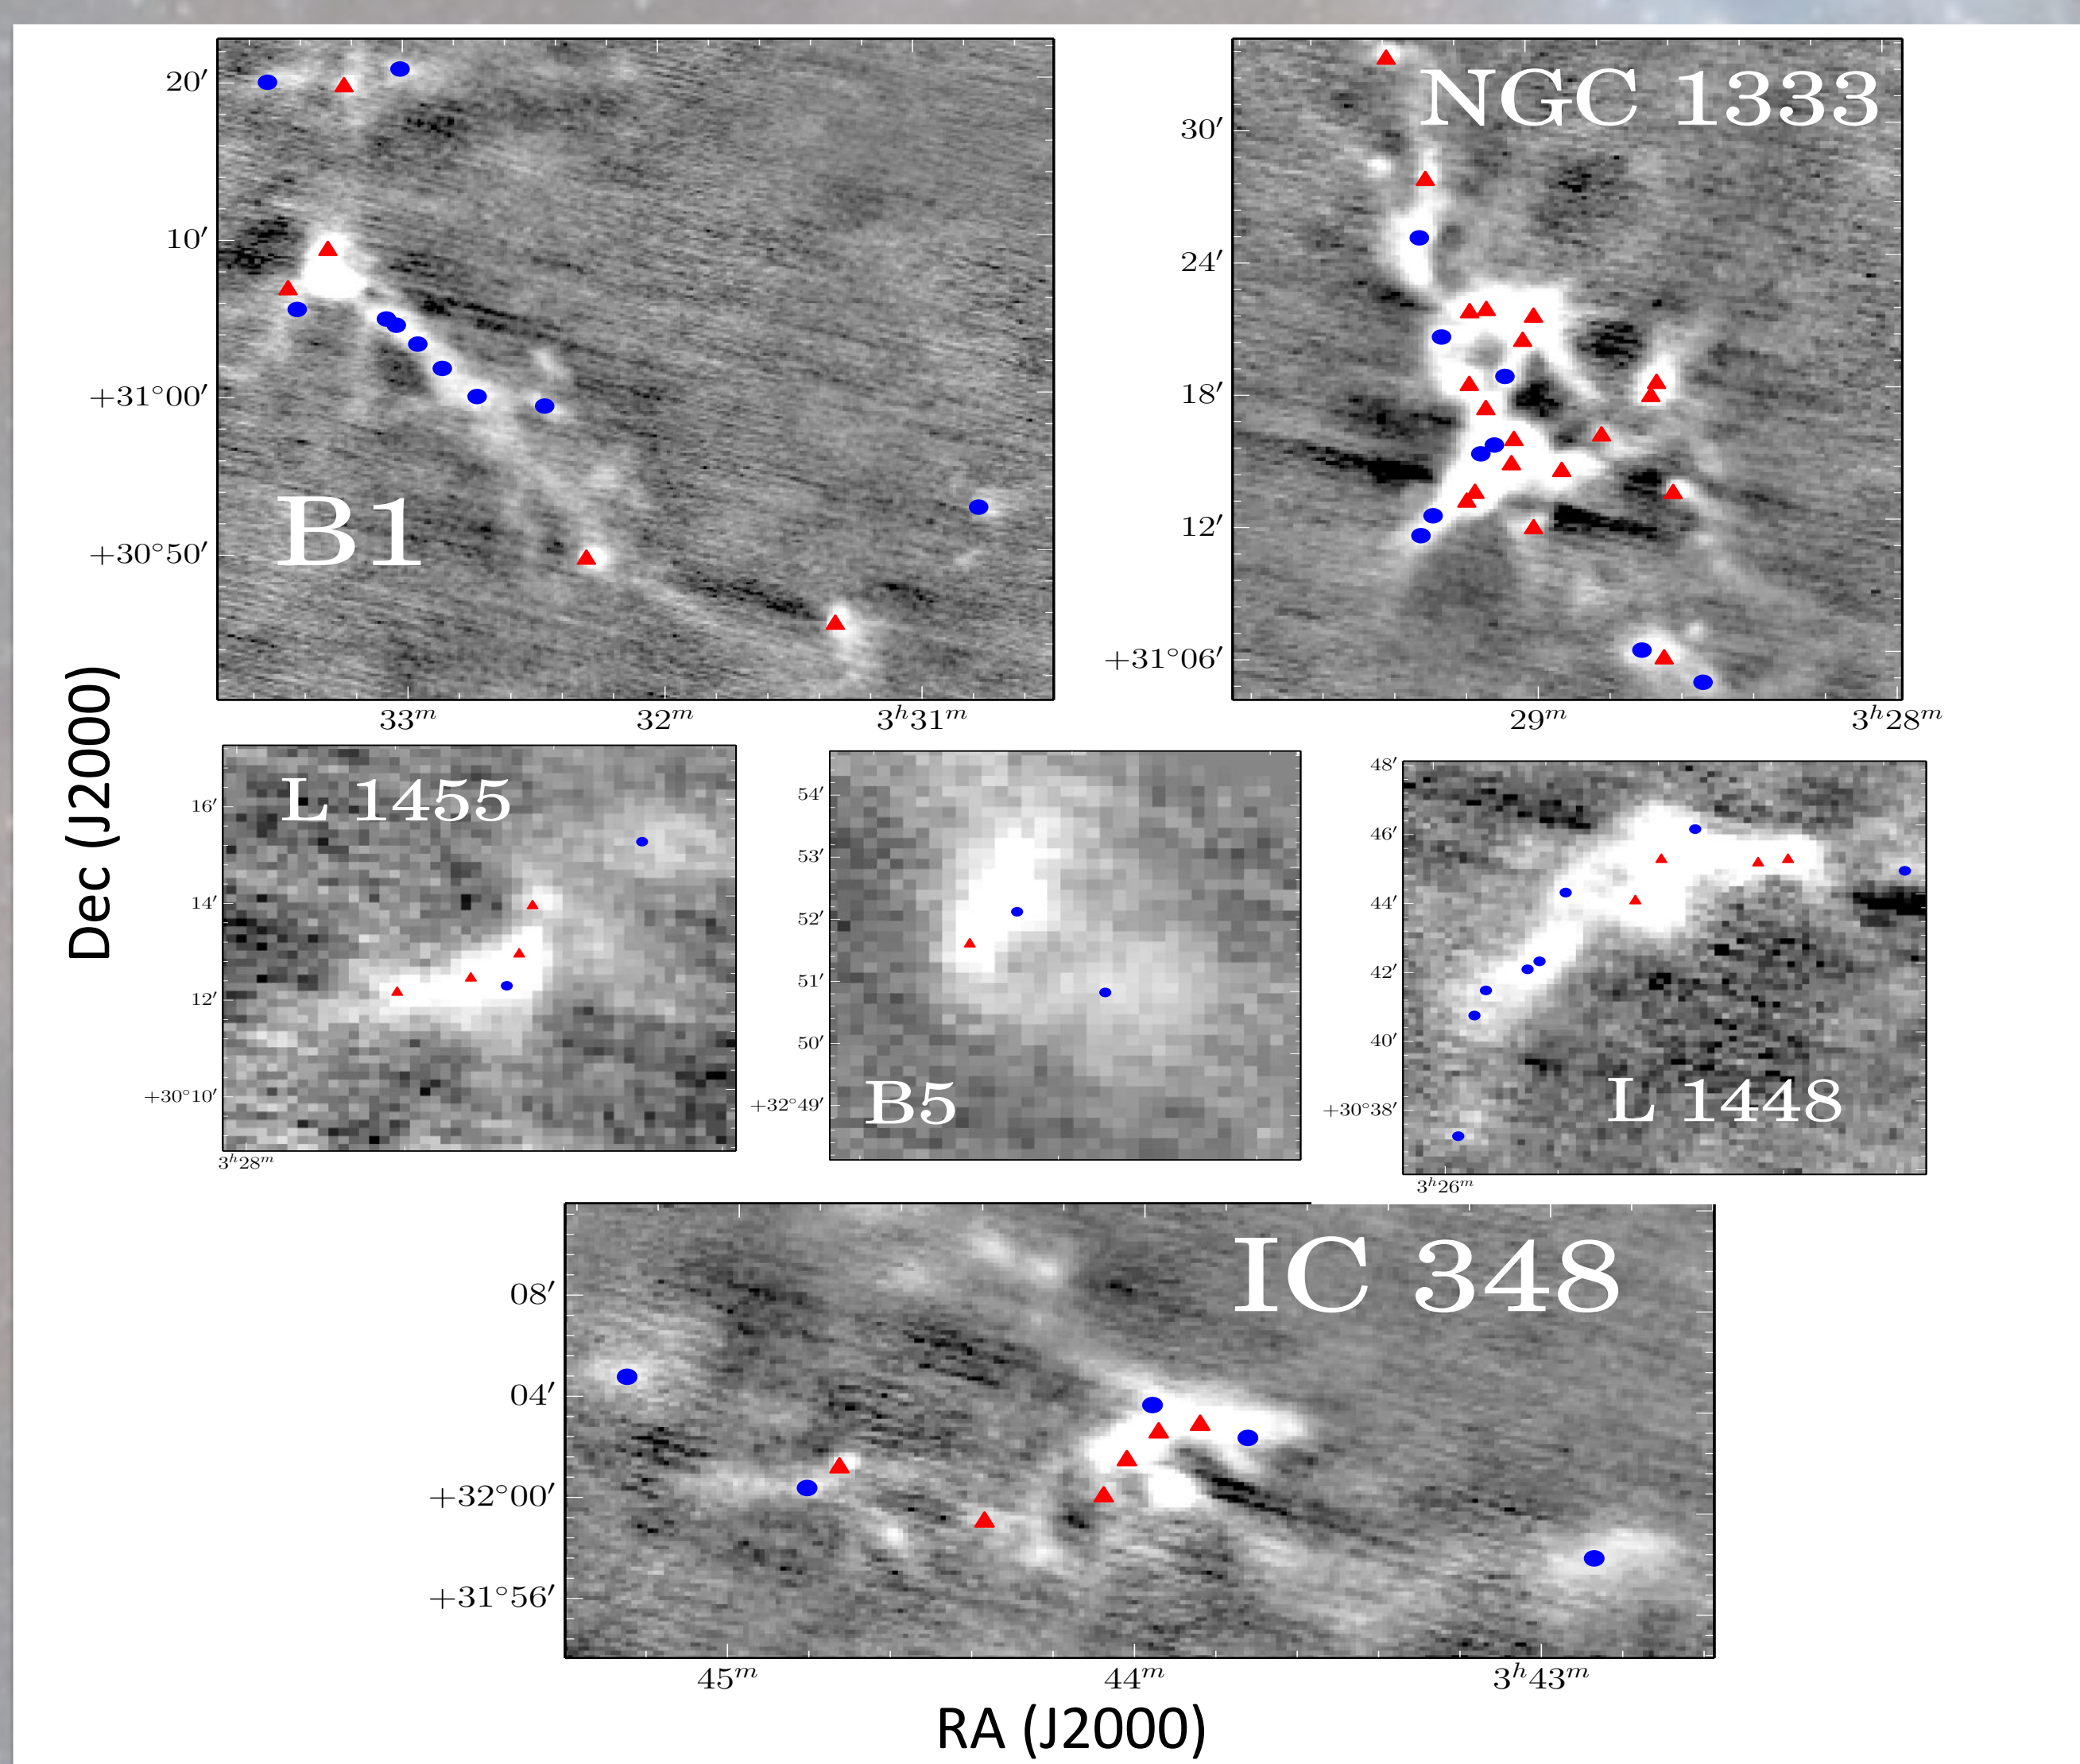 B1
20′
10′
+31°00′
+30°50′
33ᵐ 32ᵐ 3ʰ31ᵐ
NGC 1333
30′
24′
18′
12′
+31°06′
29ᵐ 3ʰ28ᵐ
Dec (J2000)
L 1455
16′
14′
12′
+30°10′
3ʰ28ᵐ
B5
54′
53′
52′
51′
50′
+32°49′
L 1448
48′
46′
44′
42′
40′
+30°38′
3ʰ26ᵐ
IC 348
08′
04′
+32°00′
+31°56′
45ᵐ 44ᵐ 3ʰ43ᵐ
RA (J2000)